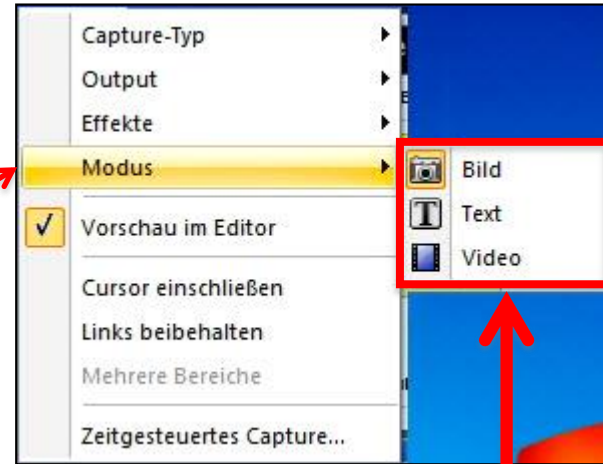 Capture-Typ
Output
Effekte
Modus
Bild
Text
Video
Vorschau im Editor
Cursor einschließen
Links beibehalten
Mehrere Bereiche
Zeitgesteuertes Capture...